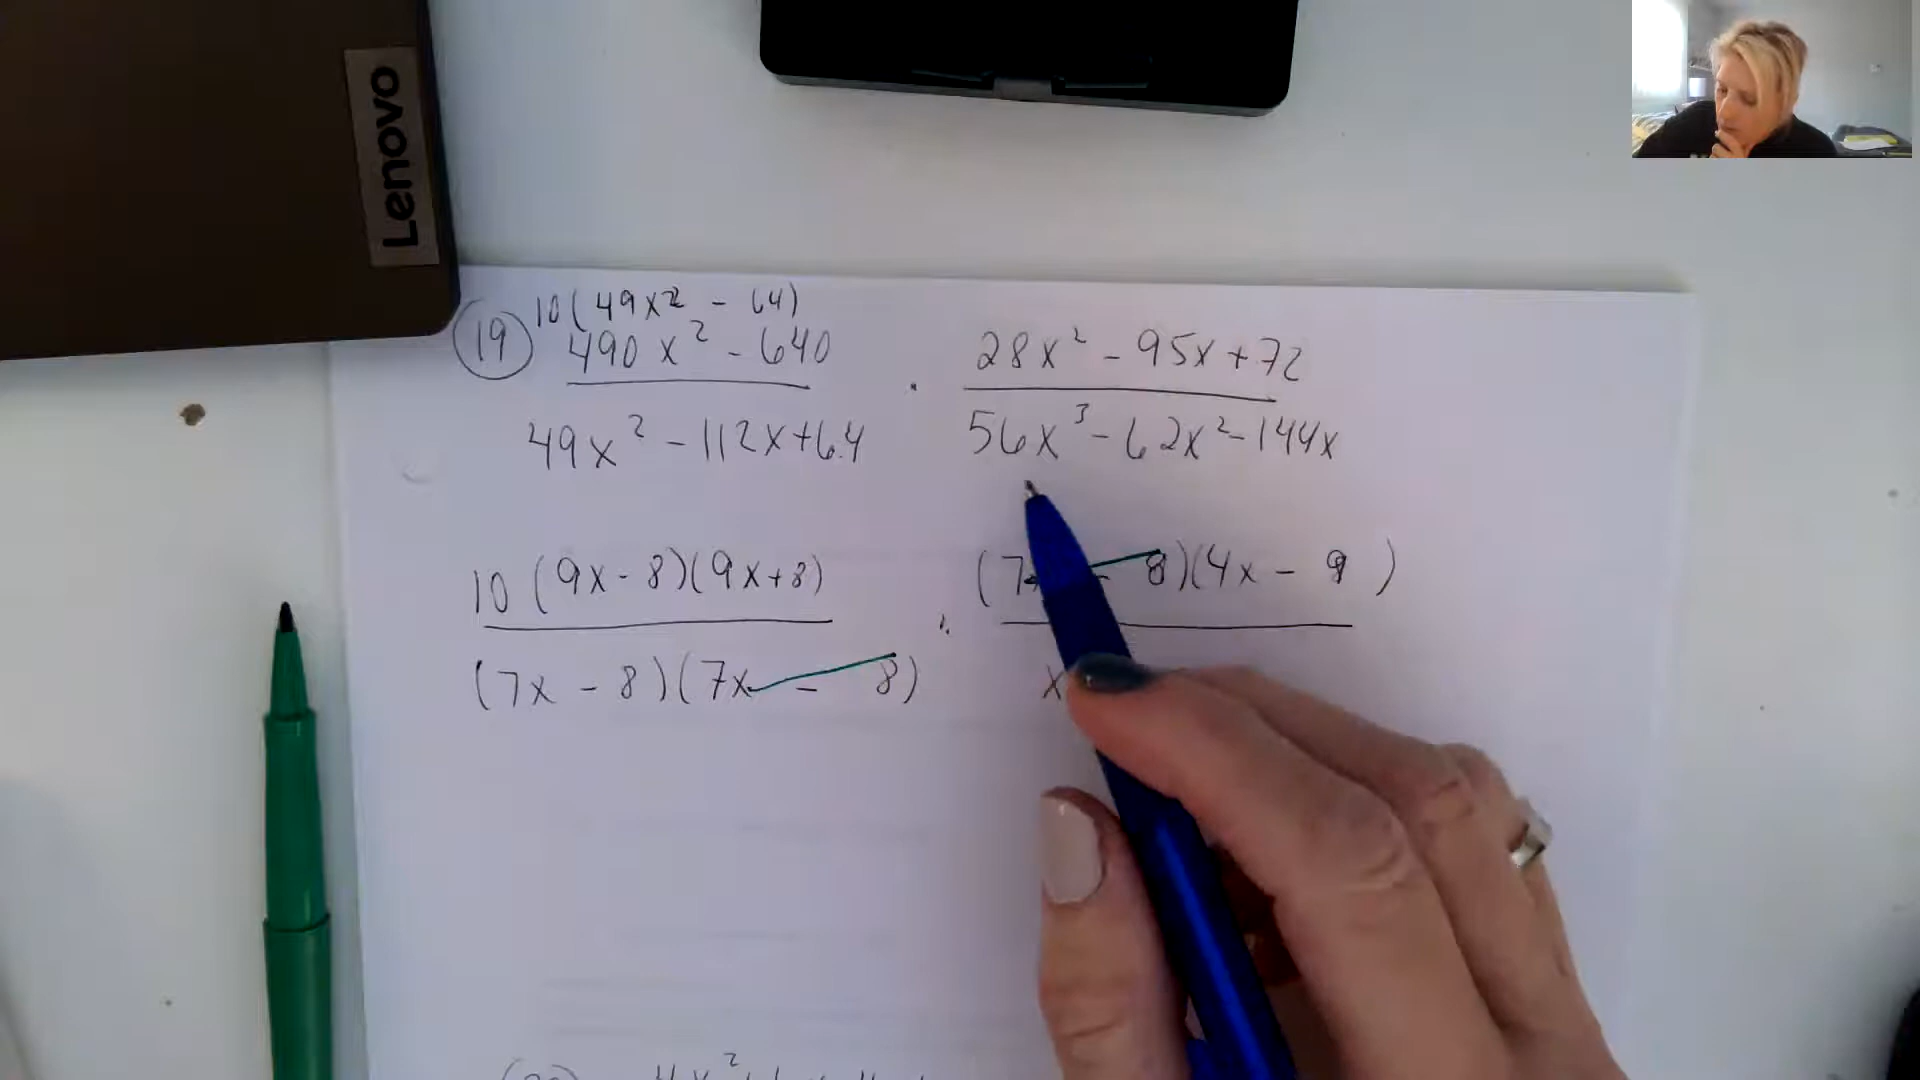 Lenovo
10(49x² - 64)
19 490x² - 640 · 28x² - 95x + 72
49x² - 112x + 64 56x³ - 62x² - 144x
10(9x - 8)(9x + 8) · (7x - 8)(4x - 9)
(7x - 8)(7x - 8) x